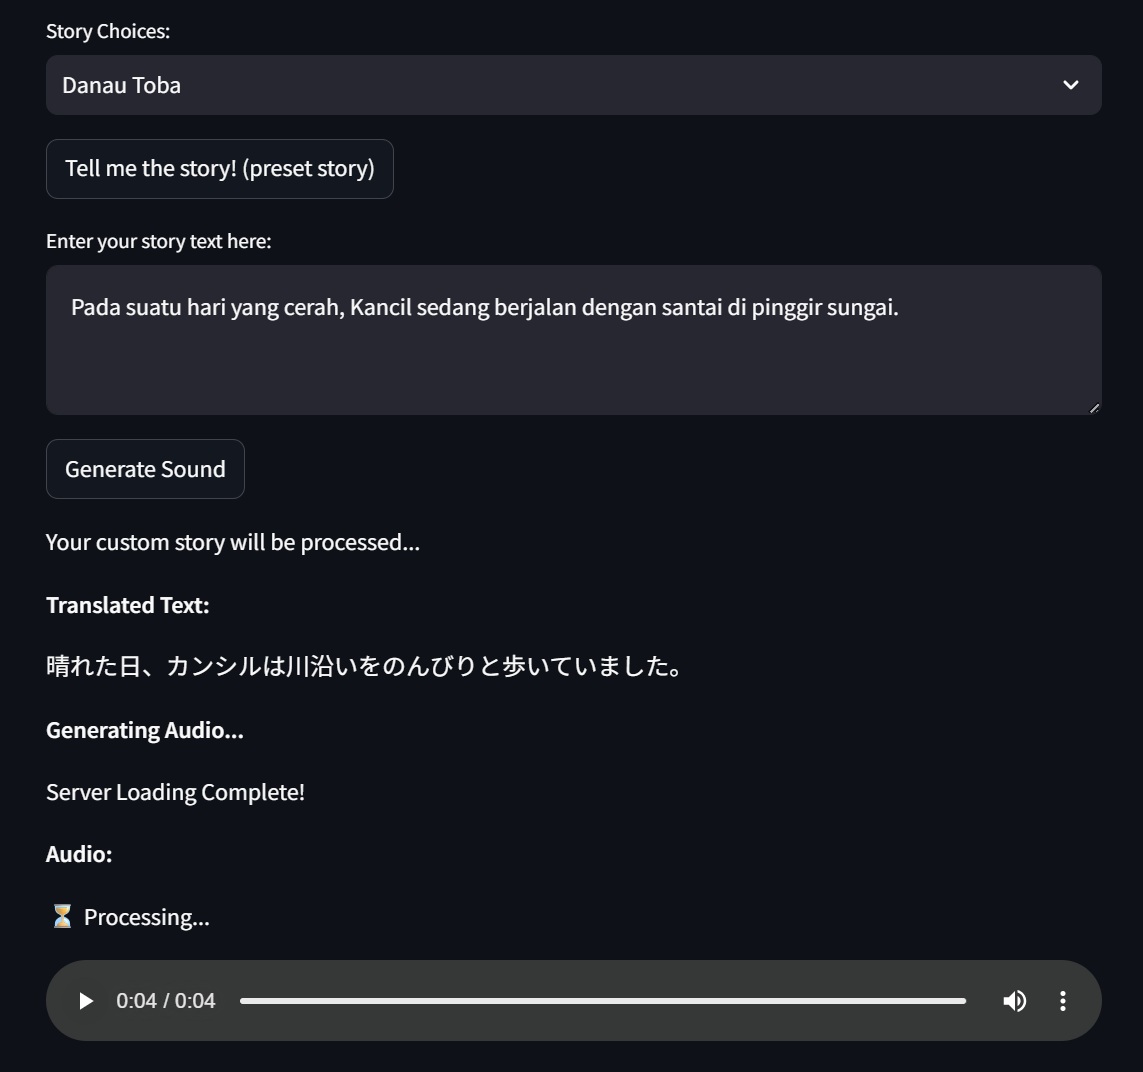 Story Choices:
Danau Toba
Tell me the story! (preset story)
Enter your story text here:
Pada suatu hari yang cerah, Kancil sedang berjalan dengan santai di pinggir sungai.
Generate Sound
Your custom story will be processed...
Translated Text:
晴れた日、カンシルは川沿いをのんびりと歩いていました。
Generating Audio...
Server Loading Complete!
Audio:
⏳ Processing...
0:04 / 0:04